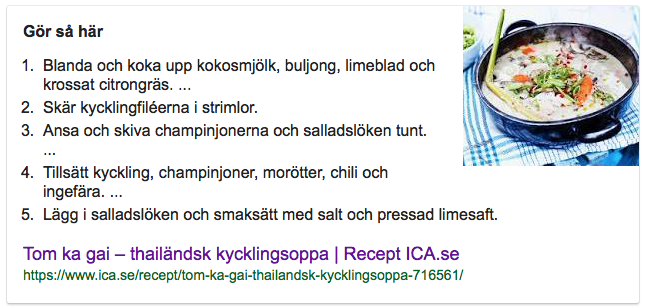 Gör så här
1. Blanda och koka upp kokosmjölk, buljong, limeblad och
krossat citrongräs. ...
2. Skär kycklingfiléerna i strimlor.
3. Ansa och skiva champinjonerna och salladslöken tunt.
...
4. Tillsätt kyckling, champinjoner, morötter, chili och
ingefära. ...
5. Lägg i salladslöken och smaksätt med salt och pressad limesaft.
Tom ka gai – thailändsk kycklingsoppa | Recept ICA.se
https://www.ica.se/recept/tom-ka-gai-thailandsk-kycklingsoppa-716561/